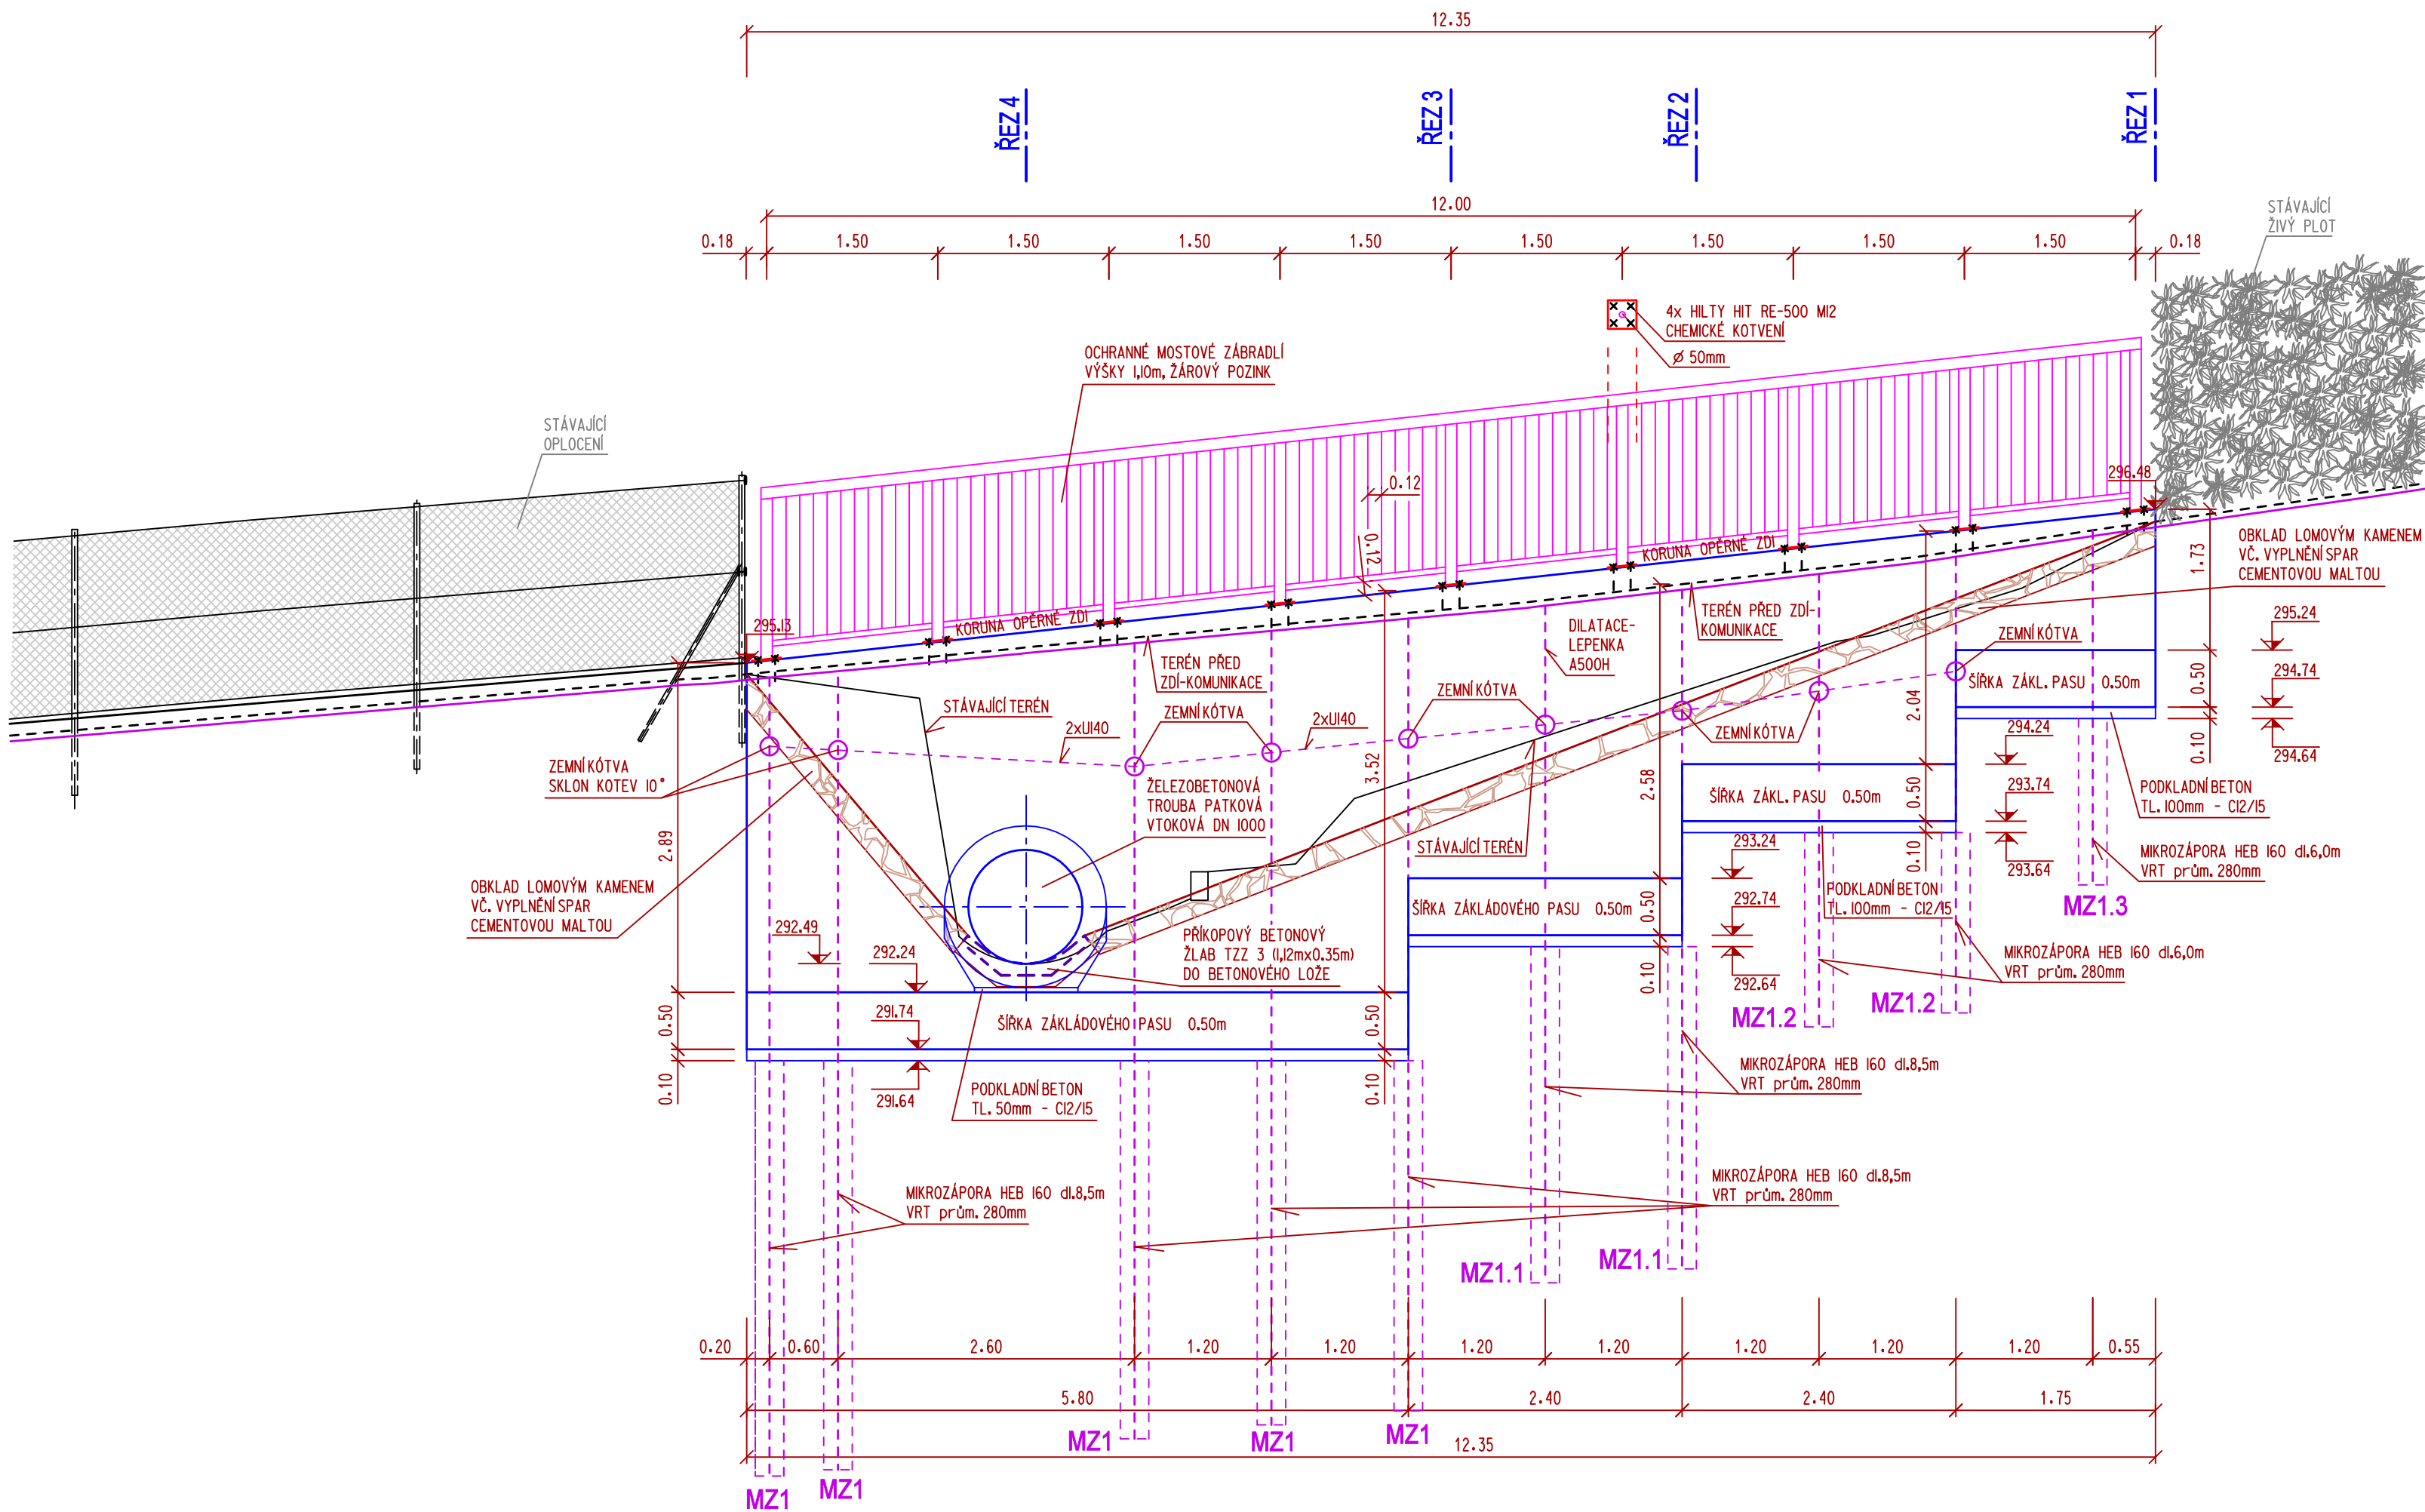 12.35
ŘEZ 4
ŘEZ 3
ŘEZ 2
ŘEZ 1
12.00
0.18
1.50
1.50
1.50
1.50
1.50
1.50
1.50
1.50
0.18
STÁVAJÍCÍ
ŽIVÝ PLOT
4x HILTY HIT RE-500 M12
CHEMICKÉ KOTVENÍ
Ø 50mm
OCHRANNÉ MOSTOVÉ ZÁBRADLÍ
VÝŠKY 1,10m, ŽÁROVÝ POZINK
STÁVAJÍCÍ
OPLOCENÍ
0.12
0.12
296.48
OBKLAD LOMOVÝM KAMENEM
VČ. VYPLNĚNÍ SPAR
CEMENTOVOU MALTOU
1.73
KORUNA OPĚRNÉ ZDI
KORUNA OPĚRNÉ ZDI
295.13
TERÉN PŘED ZDÍ-
KOMUNIKACE
DILATACE-
LEPENKA
A500H
ZEMNÍ KÓTVA
295.24
TERÉN PŘED
ZDÍ-KOMUNIKACE
294.74
ŠÍŘKA ZÁKL. PASU 0.50m
0.50
ZEMNÍ KÓTVA
STÁVAJÍCÍ TERÉN
ZEMNÍ KÓTVA
2xU140
2xU140
2.04
ZEMNÍ KÓTVA
294.24
294.64
0.10
ZEMNÍ KÓTVA
SKLON KOTEV 10°
ŽELEZOBETONOVÁ
TROUBA PATKOVÁ
VTOKOVÁ DN 1000
3.52
2.58
ŠÍŘKA ZÁKL. PASU 0.50m
0.50
293.74
PODKLADNÍ BETON
TL. 100mm - C12/15
2.89
STÁVAJÍCÍ TERÉN
293.24
0.10
293.64
MIKROZÁPORA HEB 160 dl.6,0m
VRT prům. 280mm
MZ1.3
OBKLAD LOMOVÝM KAMENEM
VČ. VYPLNĚNÍ SPAR
CEMENTOVOU MALTOU
292.49
ŠÍŘKA ZÁKLÁDOVÉHO PASU 0.50m
0.50
292.74
PODKLADNÍ BETON
TL. 100mm - C12/15
PŘÍKOPOVÝ BETONOVÝ
ŽLAB TZZ 3 (1,12mx0.35m)
DO BETONOVÉHO LOŽE
292.24
0.10
292.64
MIKROZÁPORA HEB 160 dl.6,0m
VRT prům. 280mm
MZ1.2
MZ1.2
291.74
ŠÍŘKA ZÁKLÁDOVÉHO PASU 0.50m
0.50
0.50
0.10
291.64
PODKLADNÍ BETON
TL. 50mm - C12/15
0.10
MIKROZÁPORA HEB 160 dl.8,5m
VRT prům. 280mm
MIKROZÁPORA HEB 160 dl.8,5m
VRT prům. 280mm
MIKROZÁPORA HEB 160 dl.8,5m
VRT prům. 280mm
MZ1.1
MZ1.1
0.20
0.60
2.60
1.20
1.20
1.20
1.20
1.20
1.20
1.20
0.55
5.80
2.40
2.40
1.75
MZ1
MZ1
MZ1
12.35
MZ1
MZ1